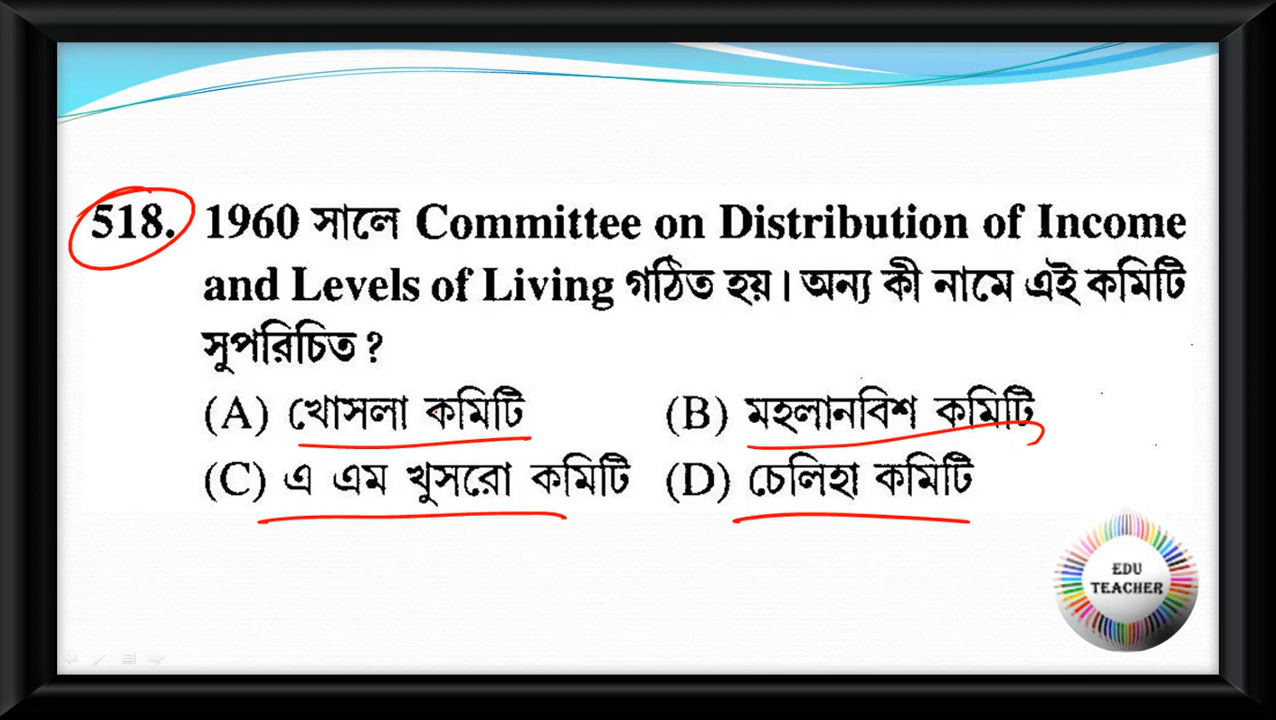 518. 1960 সালে Committee on Distribution of Income
and Levels of Living গঠিত হয়। অন্য কী নামে এই কমিটি
সুপরিচিত?
(A) খোসলা কমিটি (B) মহলানবিশ কমিটি
(C) এ এম খুসরো কমিটি (D) চেলিহা কমিটি
EDU
TEACHER